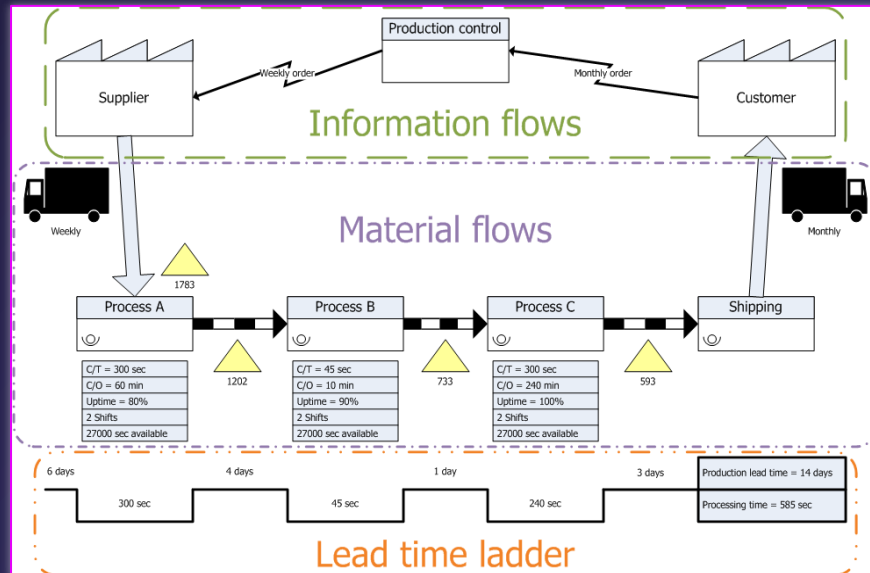 Production control
Supplier
Weekly order
Monthly order
Customer
Information flows
Weekly
Material flows
Monthly
1783
Process A
Process B
Process C
Shipping
1202
733
593
C/T = 300 sec
C/O = 60 min
Uptime = 80%
2 Shifts
27000 sec available
C/T = 45 sec
C/O = 10 min
Uptime = 90%
2 Shifts
27000 sec available
C/T = 300 sec
C/O = 240 min
Uptime = 100%
2 Shifts
27000 sec available
6 days
4 days
1 day
3 days
Production lead time = 14 days
300 sec
45 sec
240 sec
Processing time = 585 sec
Lead time ladder